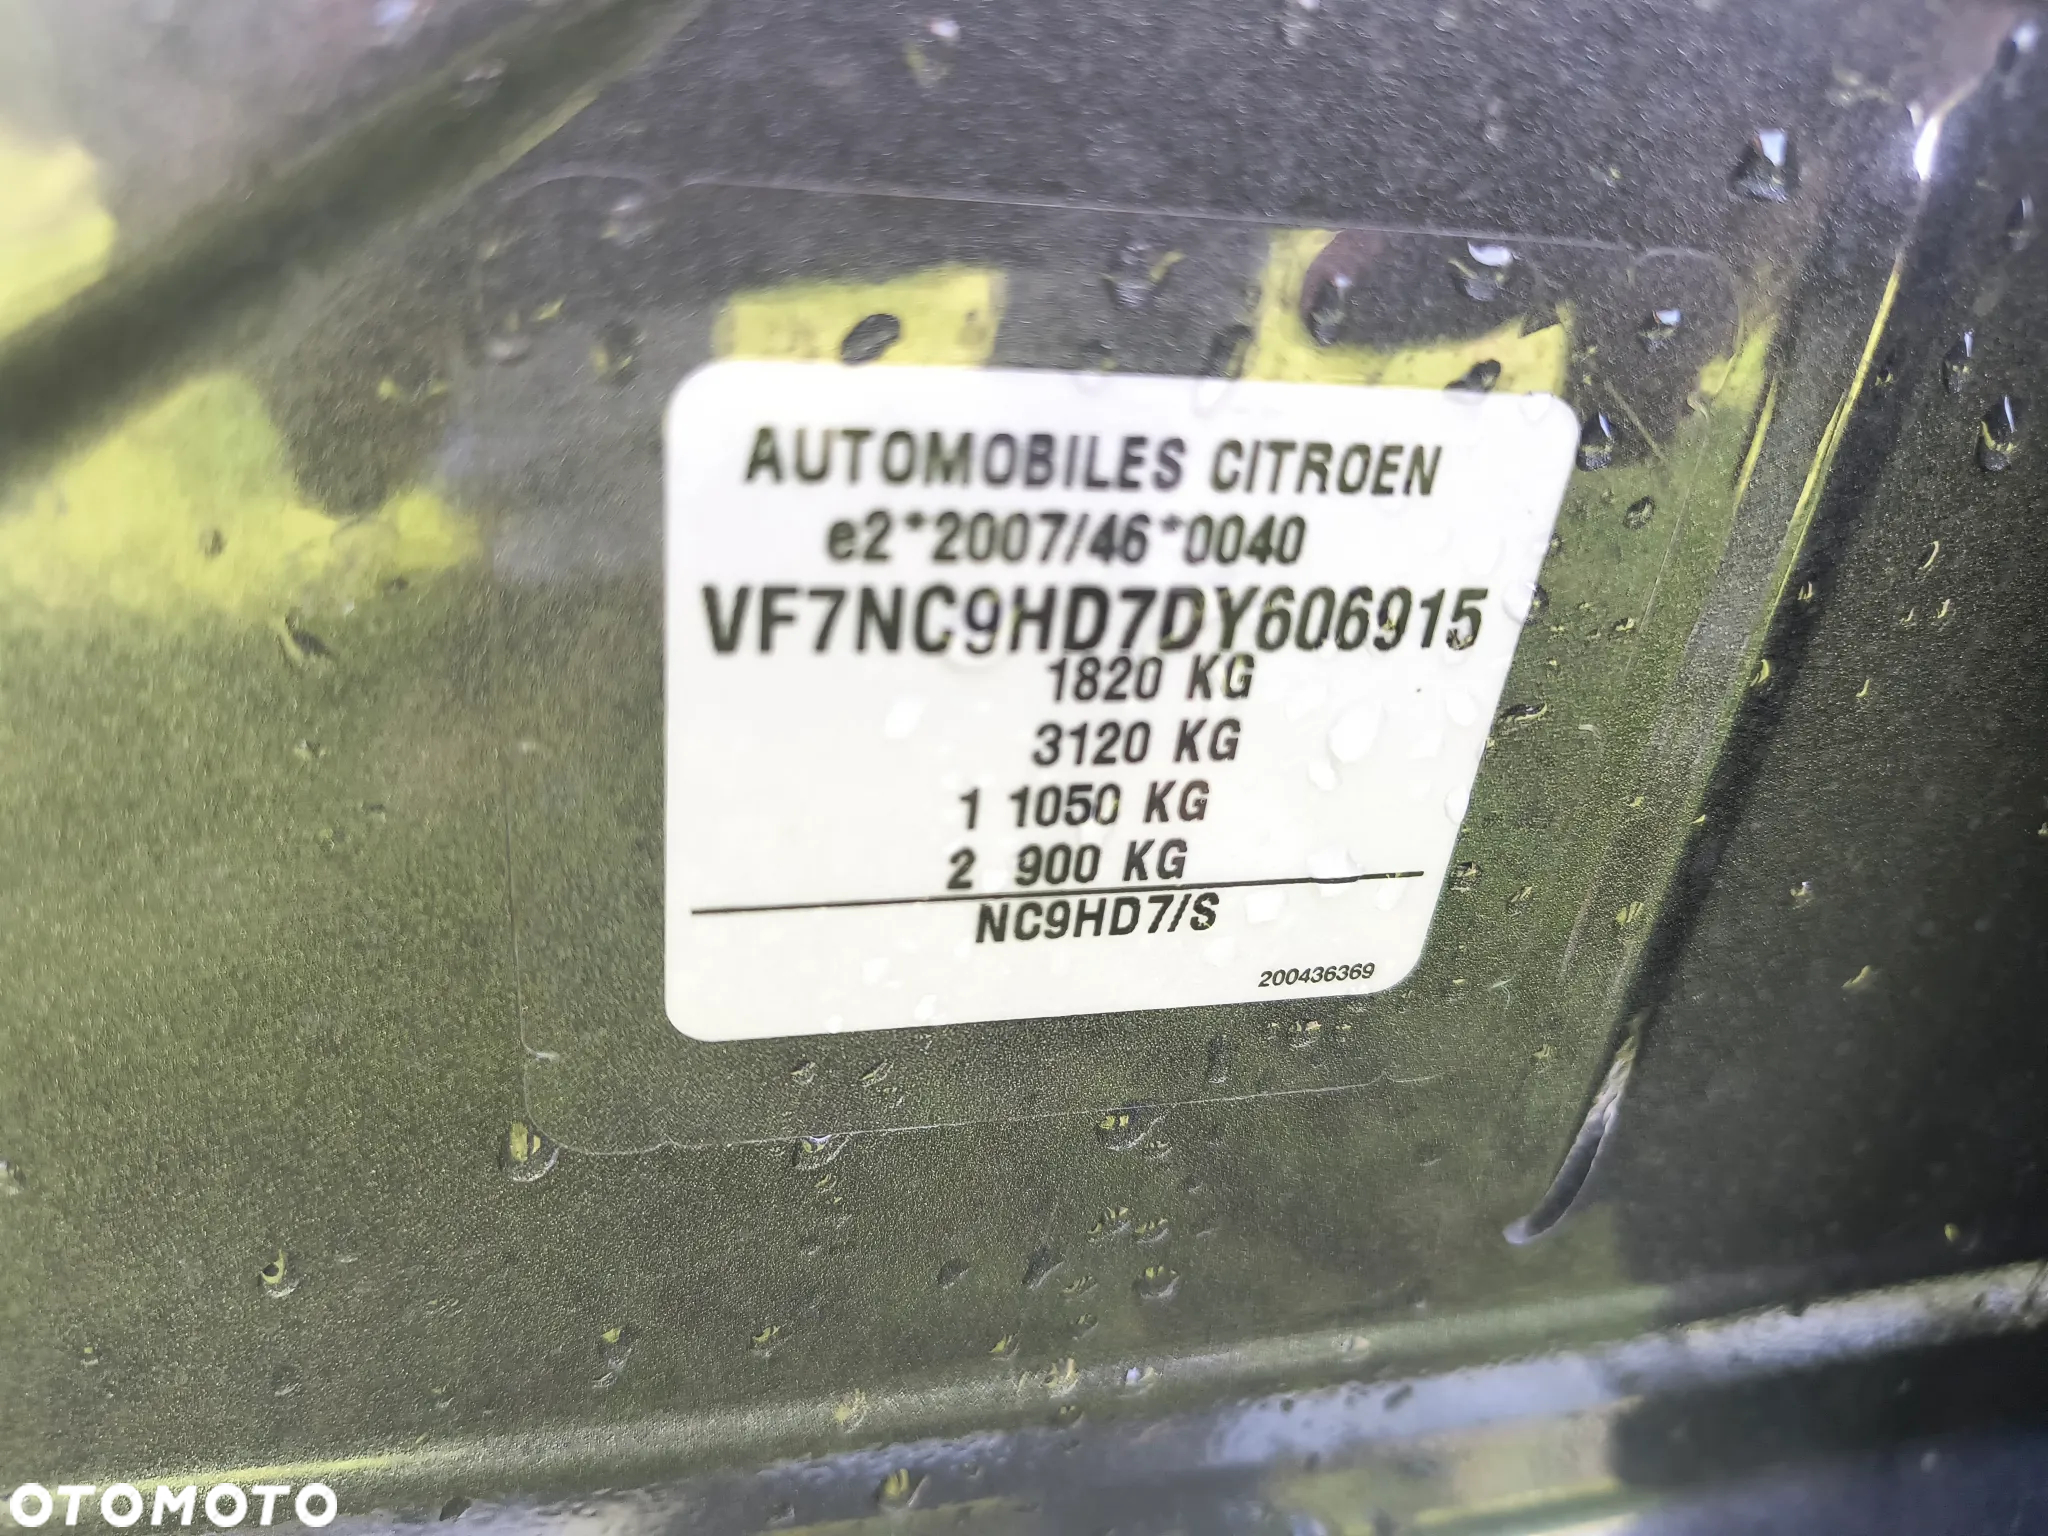 AUTOMOBILES CITROEN
e2*2007/46*0040
VF7NC9HD7DY606915
1820 KG
3120 KG
1 1050 KG
2 900 KG
NC9HD7/S
200436369
OTOMOTO